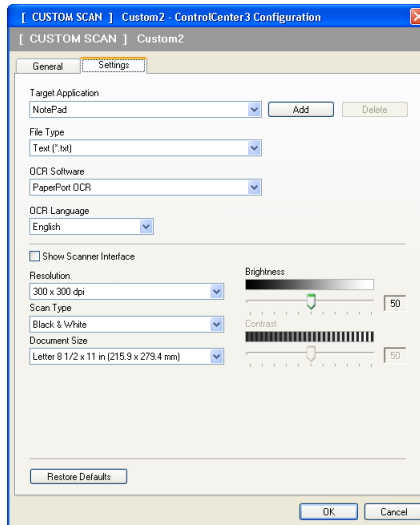 [ CUSTOM SCAN ] Custom2 - ControlCenter3 Configuration
[ CUSTOM SCAN ] Custom2
General Settings
Target Application
NotePad Add Delete
File Type
Text (*.txt)
OCR Software
PaperPort OCR
OCR Language
English
Show Scanner Interface
Resolution Brightness
300 x 300 dpi
50
Scan Type
Black & White Contrast
Document Size
Letter 8 1/2 x 11 in (215.9 x 279.4 mm) 50
Restore Defaults
OK Cancel